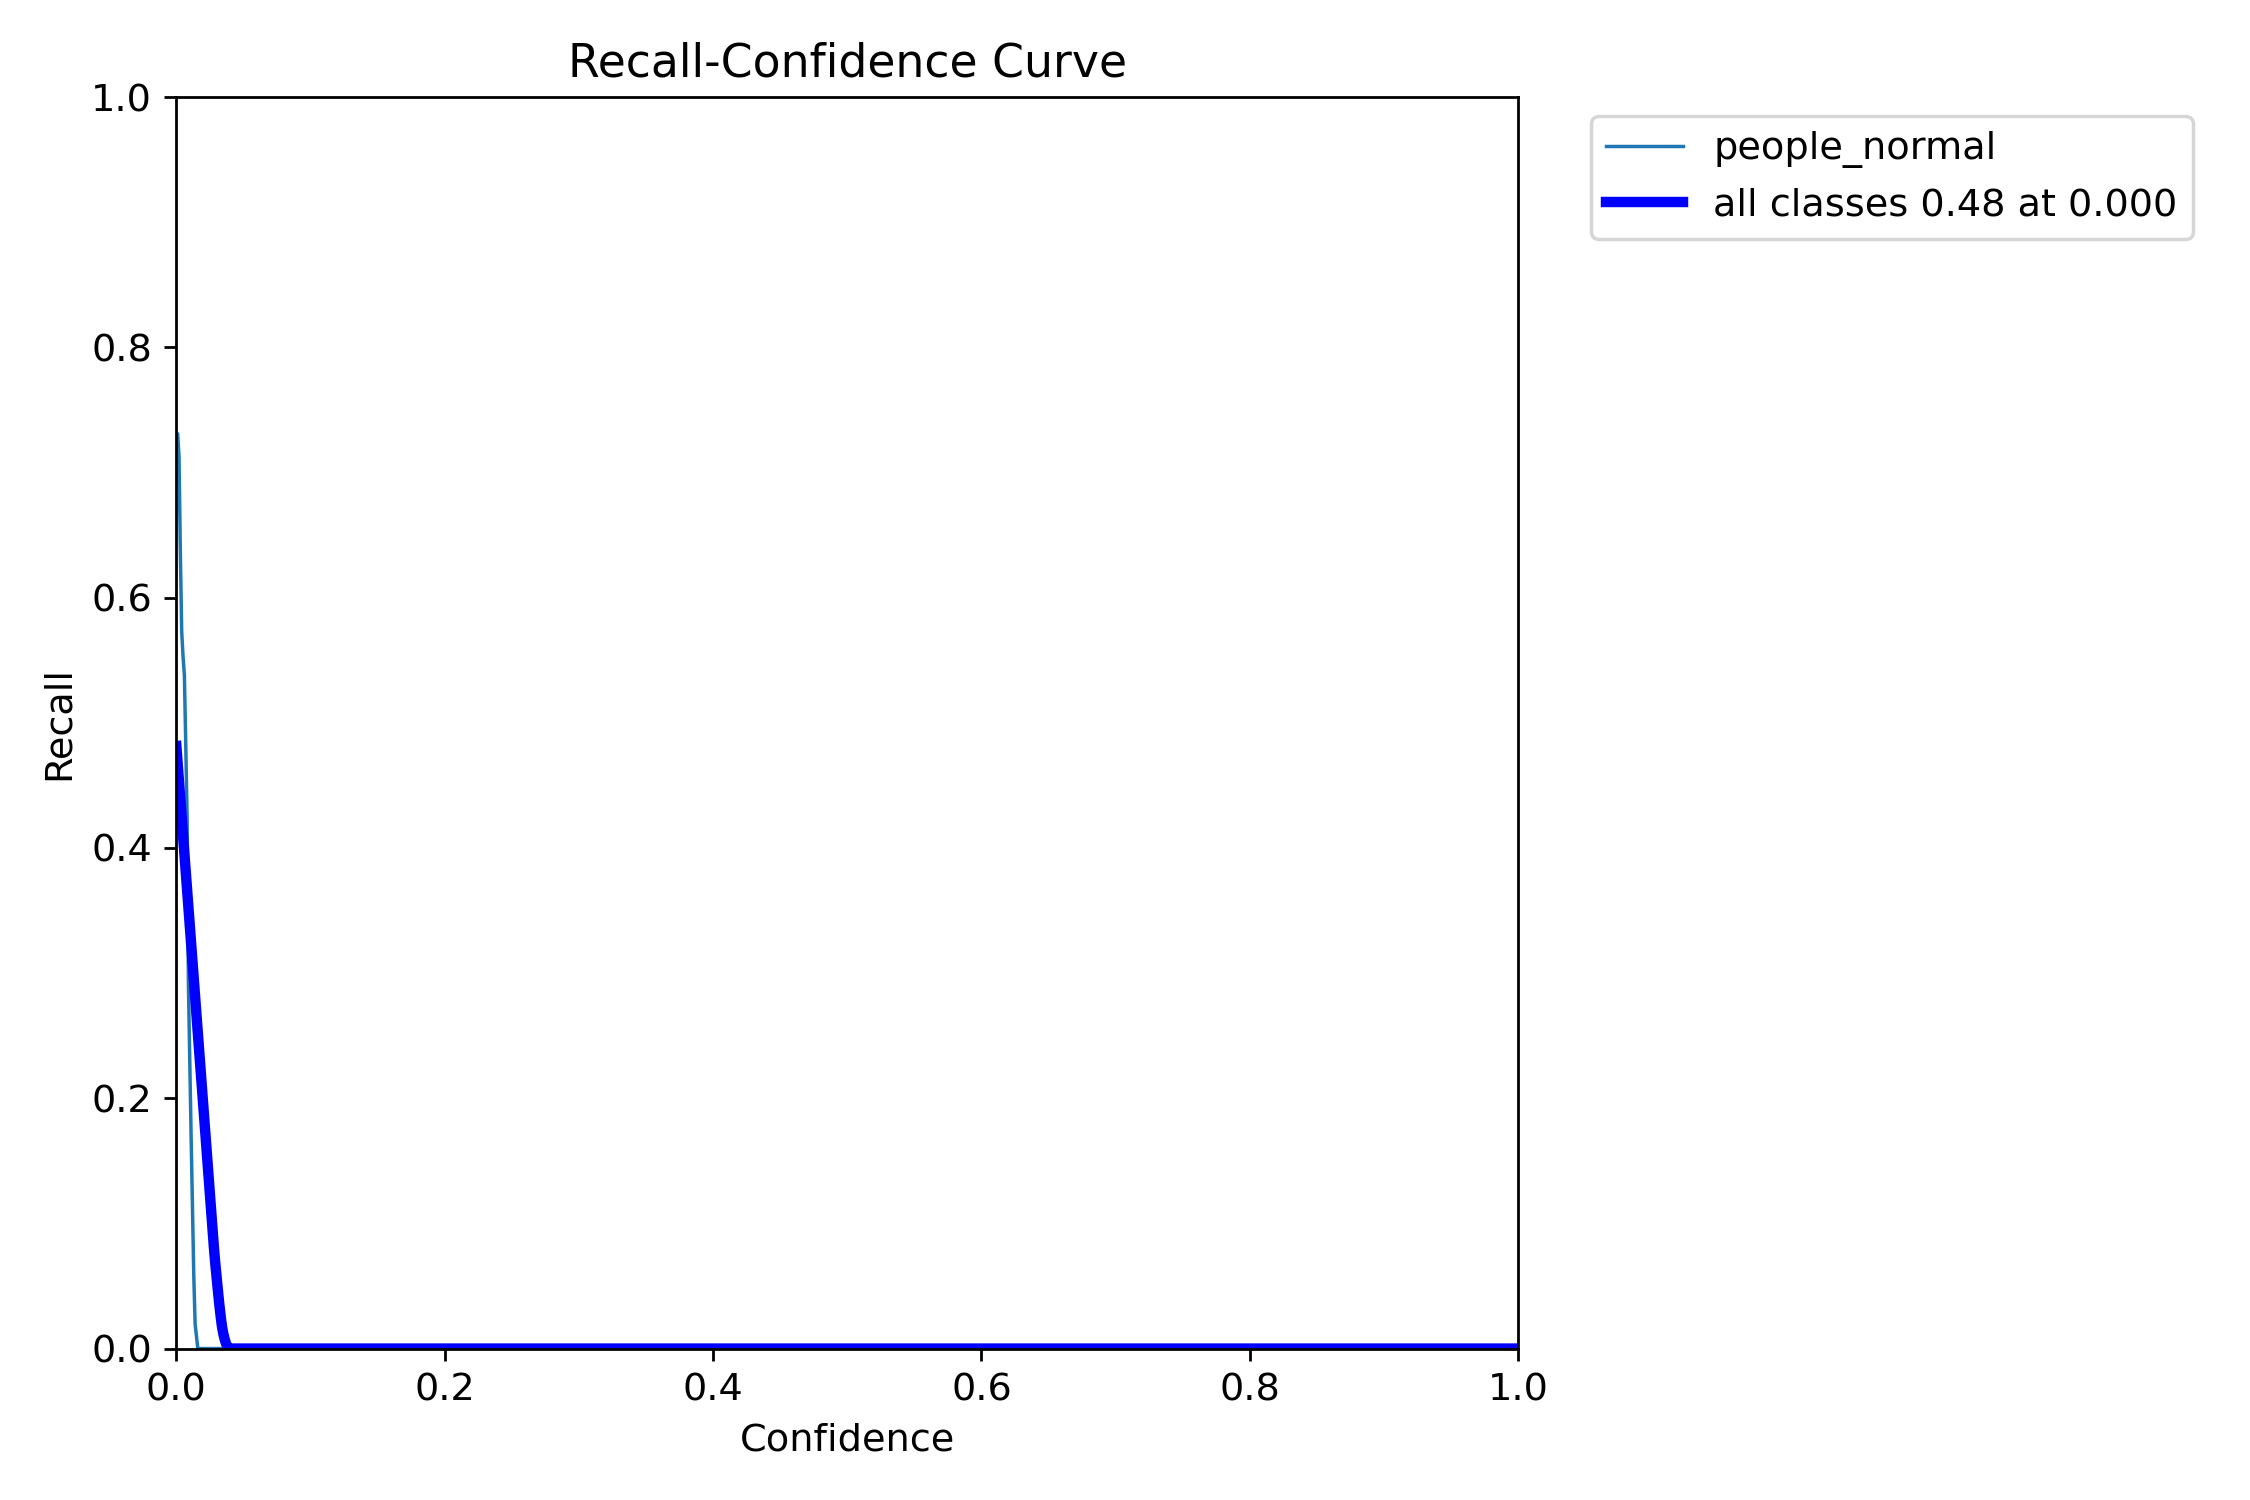 Recall-Confidence Curve
1.0
0.8
0.6
0.4
0.2
0.0
Recall
0.0 0.2 0.4 0.6 0.8 1.0
Confidence
people_normal
all classes 0.48 at 0.000